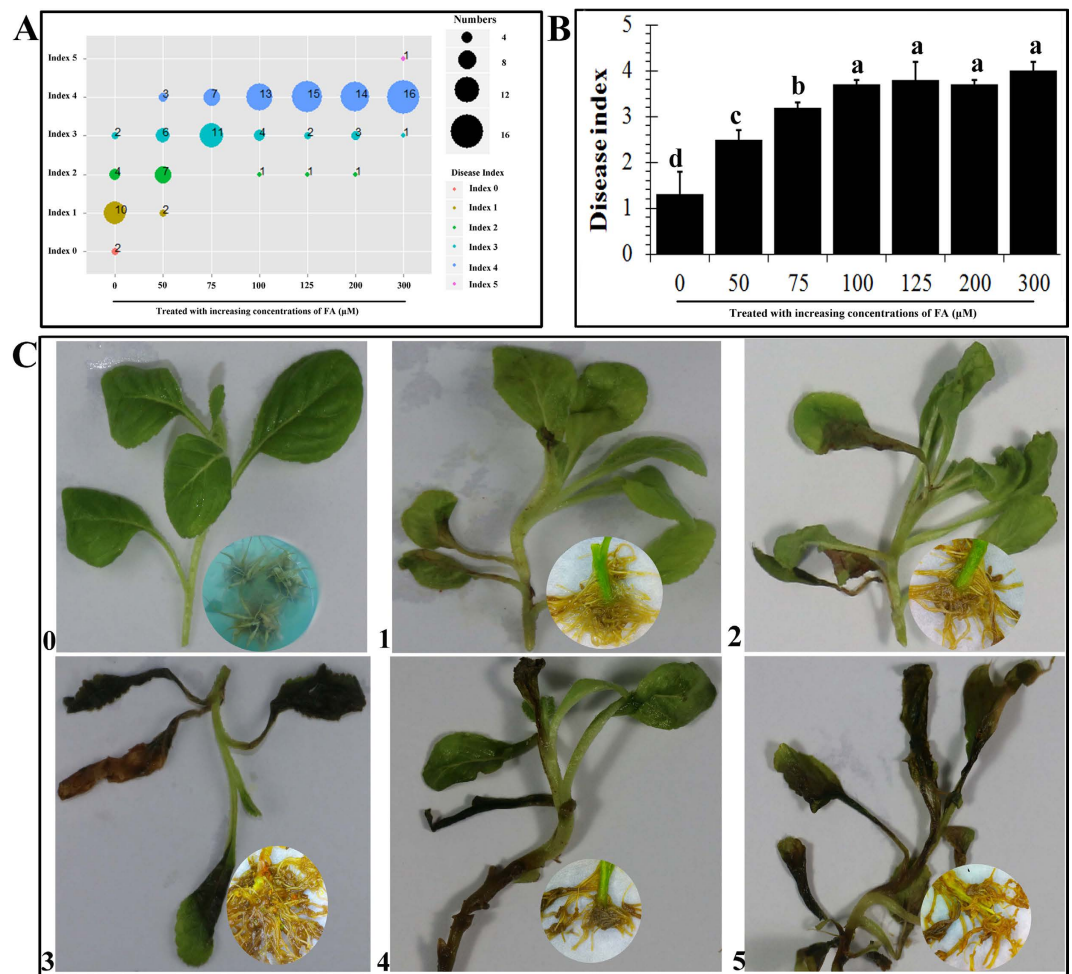 A
Index 5
Index 4
Index 3
Index 2
Index 1
Index 0
1
3 7 13 15 14 16
2 6 11 4 2 3 1
4 7 1 1 1
10 2
2
0 50 75 100 125 200 300
Treated with increasing concentrations of FA (μM)
Numbers
4
8
12
16
Disease Index
Index 0
Index 1
Index 2
Index 3
Index 4
Index 5
B
Disease index
5
4
3
2
1
0
d c b a a a a
0 50 75 100 125 200 300
Treated with increasing concentrations of FA (μM)
C
0 1 2
3 4 5